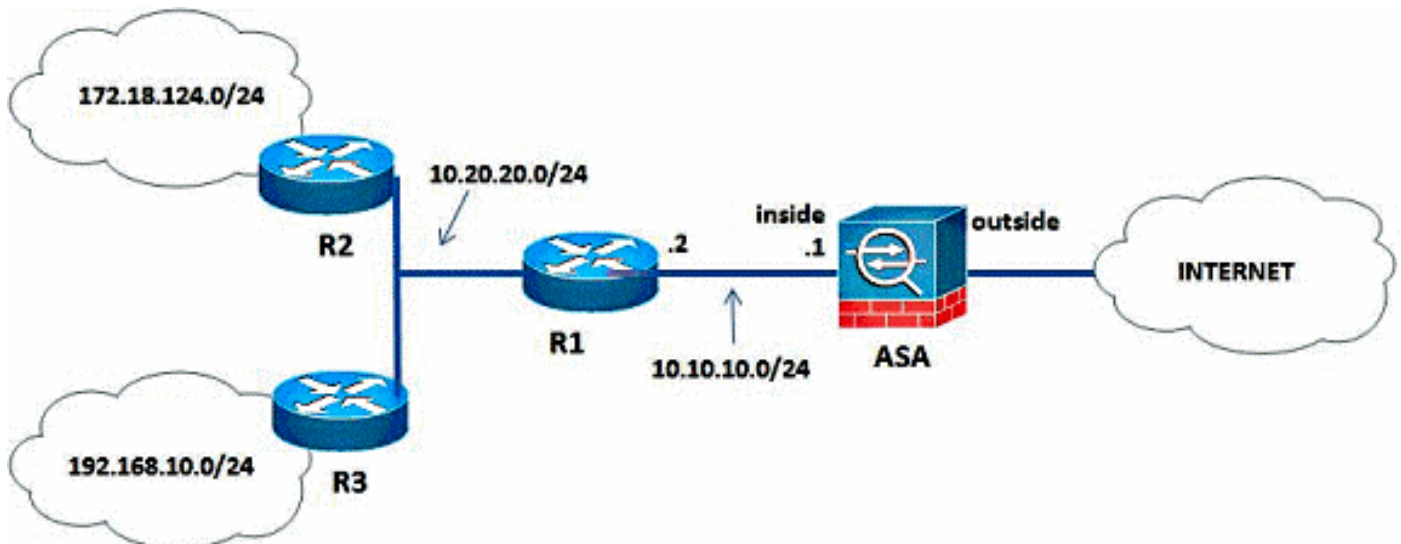 172.18.124.0/24
R2
10.20.20.0/24
R1
.2
10.10.10.0/24
inside
.1
outside
ASA
INTERNET
192.168.10.0/24
R3